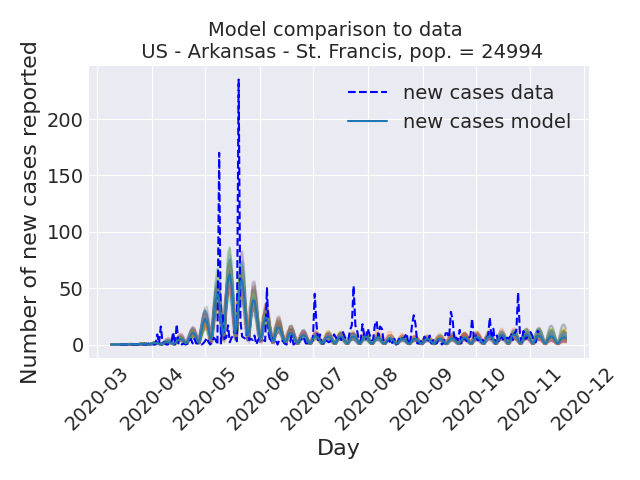 Model comparison to data
US - Arkansas - St. Francis, pop. = 24994
Number of new cases reported
200
150
100
50
0
new cases data
new cases model
2020-03
2020-04
2020-05
2020-06
2020-07
2020-08
2020-09
2020-10
2020-11
2020-12
Day